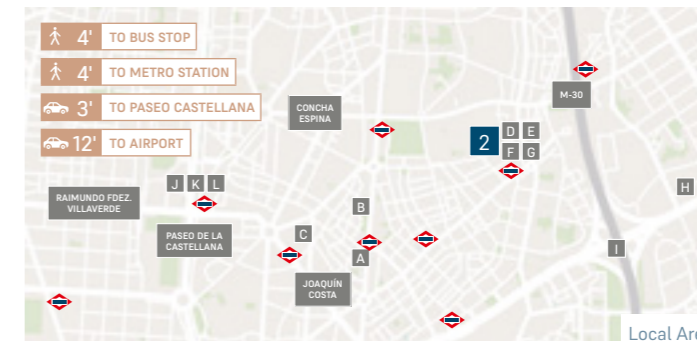 4' TO BUS STOP
4' TO METRO STATION
3' TO PASEO CASTELLANA
12' TO AIRPORT
M-30
CONCHA
ESPINA
2
D E
F G
H
J K L
RAIMUNDO FDEZ.
VILLAVERDE
B
PASEO DE LA
CASTELLANA
C
A
I
JOAQUÍN
COSTA
Local Are